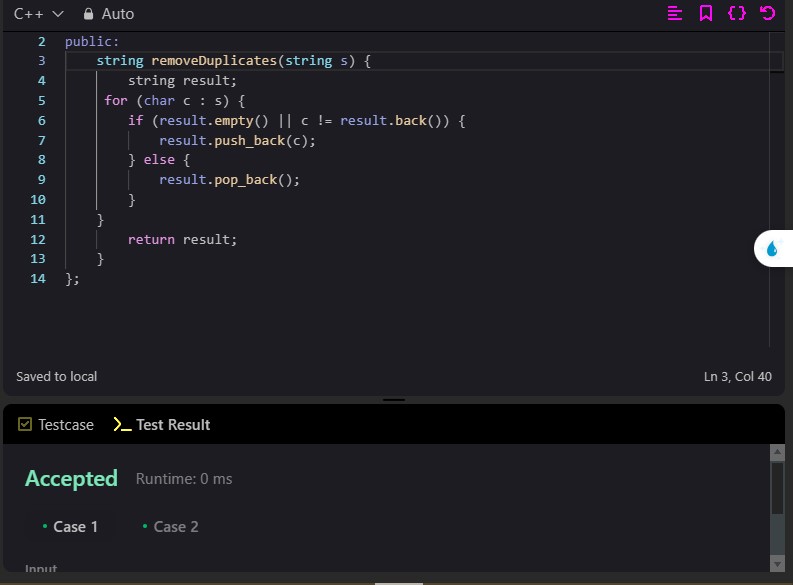 C++ Auto
2 public:
3     string removeDuplicates(string s) {
4         string result;
5      for (char c : s) {
6         if (result.empty() || c != result.back()) {
7             result.push_back(c);
8         } else {
9             result.pop_back();
10         }
11     }
12         return result;
13     }
14 };
Saved to local
Ln 3, Col 40
Testcase
Test Result
Accepted Runtime: 0 ms
Case 1 Case 2
Input